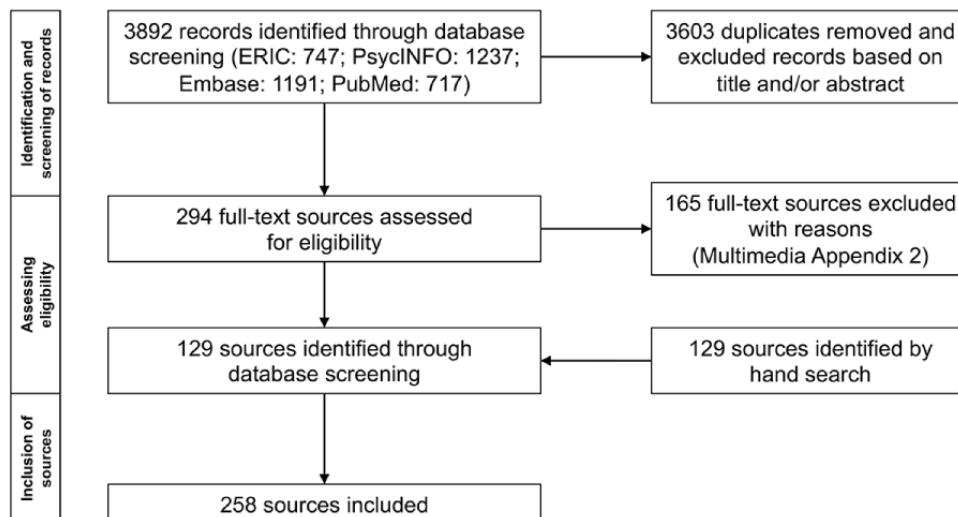 Identification and
screening of records
3892 records identified through database
screening (ERIC: 747; PsycINFO: 1237;
Embase: 1191; PubMed: 717)
3603 duplicates removed and
excluded records based on
title and/or abstract
Assessing
eligibility
294 full-text sources assessed
for eligibility
165 full-text sources excluded
with reasons
(Multimedia Appendix 2)
129 sources identified through
database screening
129 sources identified by
hand search
Inclusion of
sources
258 sources included